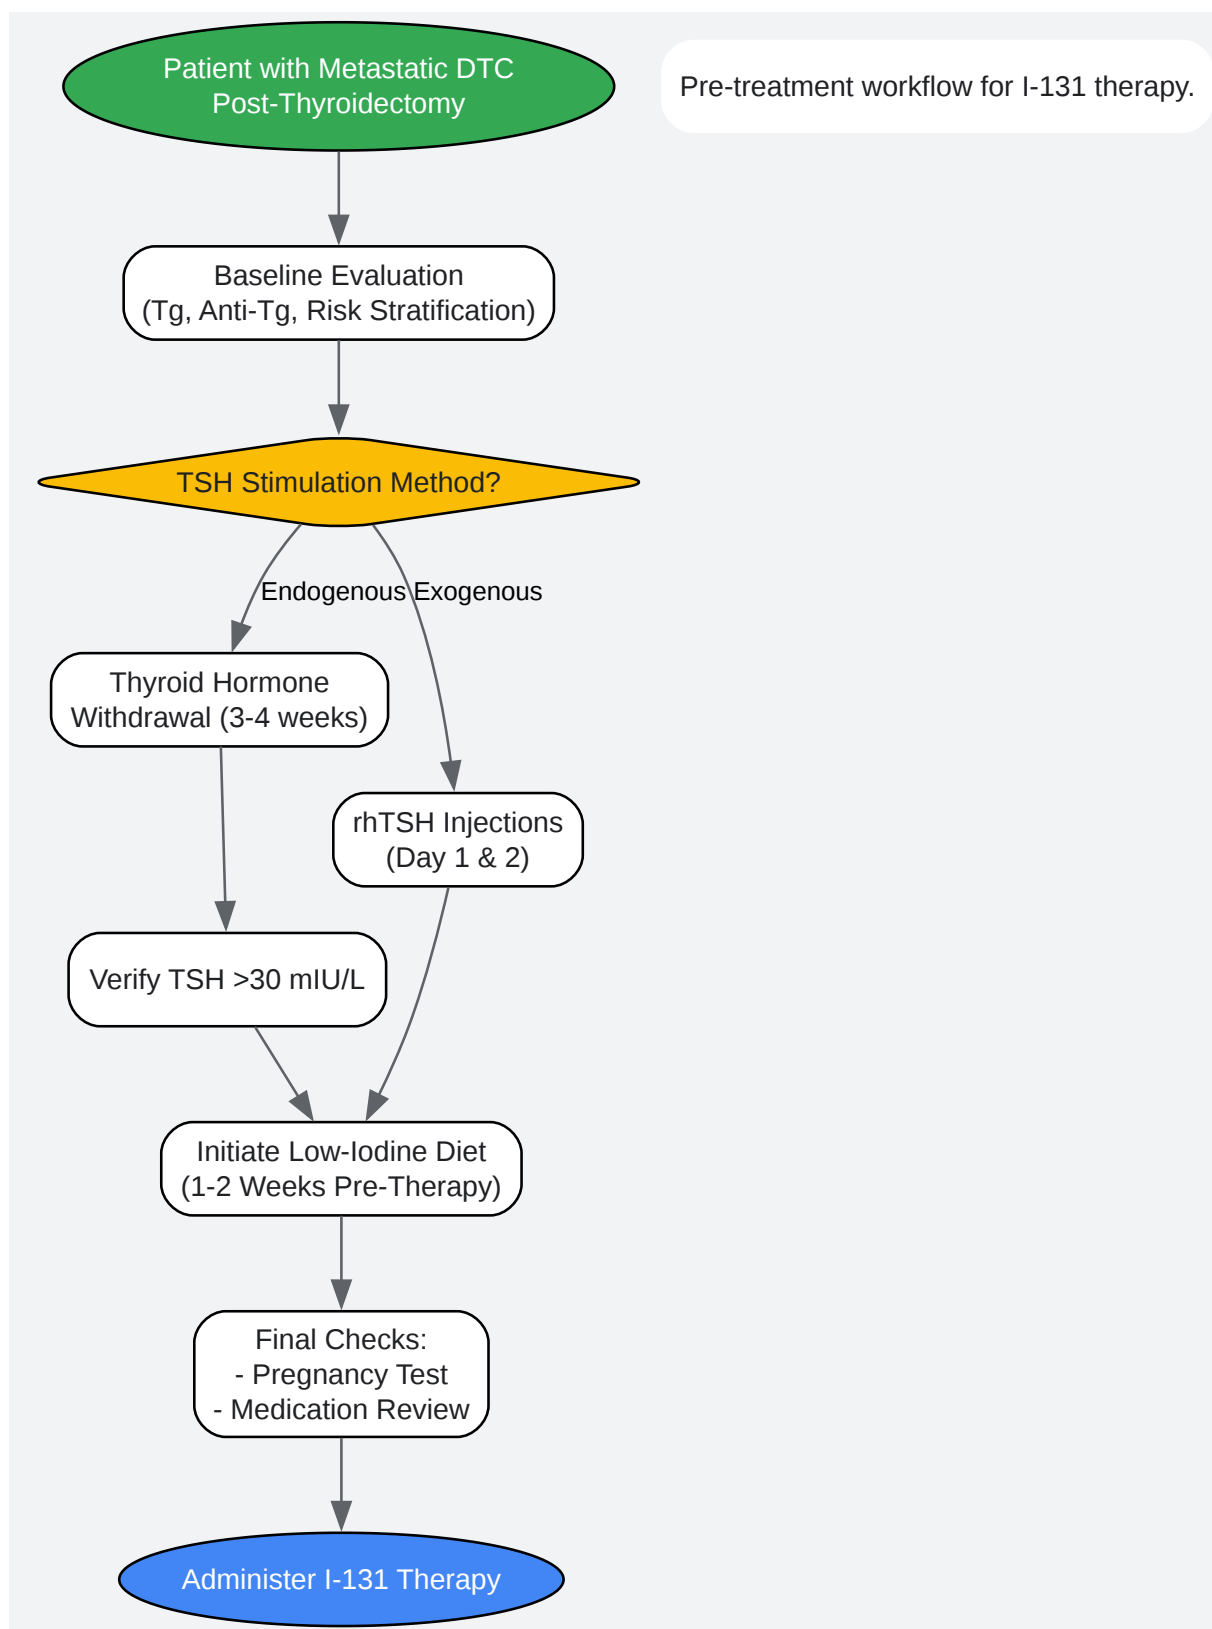 Patient with Metastatic DTC
Post-Thyroidectomy
Pre-treatment workflow for I-131 therapy.
Baseline Evaluation
(Tg, Anti-Tg, Risk Stratification)
TSH Stimulation Method?
Endogenous
Exogenous
Thyroid Hormone
Withdrawal (3-4 weeks)
rhTSH Injections
(Day 1 & 2)
Verify TSH >30 mIU/L
Initiate Low-Iodine Diet
(1-2 Weeks Pre-Therapy)
Final Checks:
- Pregnancy Test
- Medication Review
Administer I-131 Therapy